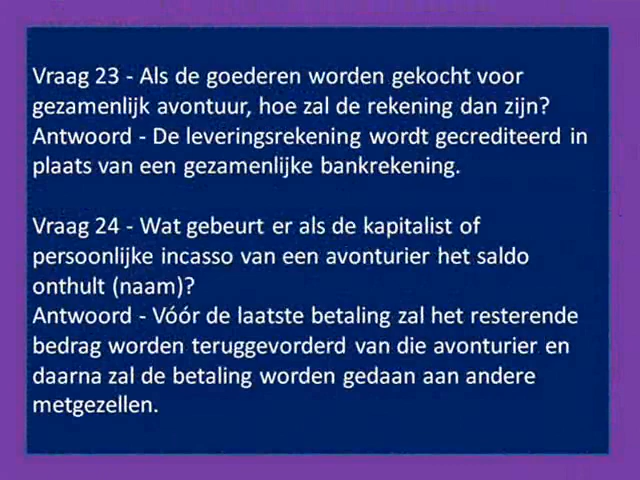 Vraag 23 - Als de goederen worden gekocht voor
gezamenlijk avontuur, hoe zal de rekening dan zijn?
Antwoord - De leveringsrekening wordt gecrediteerd in
plaats van een gezamenlijke bankrekening.
Vraag 24 - Wat gebeurt er als de kapitalist of
persoonlijke incasso van een avonturier het saldo
onthult (naam)?
Antwoord - Vóór de laatste betaling zal het resterende
bedrag worden teruggevorderd van die avonturier en
daarna zal de betaling worden gedaan aan andere
metgezellen.